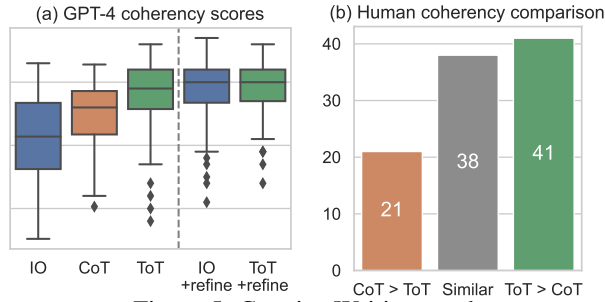 (a) GPT-4 coherency scores
IO CoT ToT IO ToT
+refine +refine
(b) Human coherency comparison
40
30
20
10
0
21
38
41
CoT > ToT Similar ToT > CoT